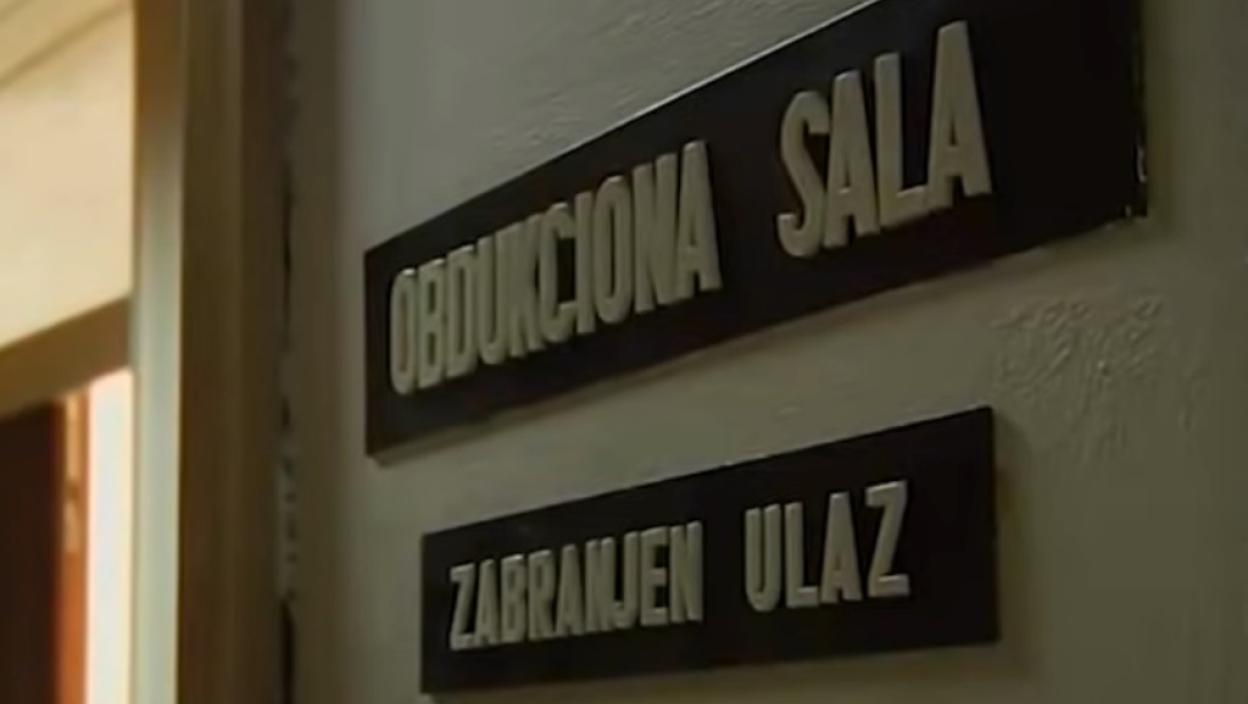 OBDUKCIONA SALA
ZABRANJEN ULAZ